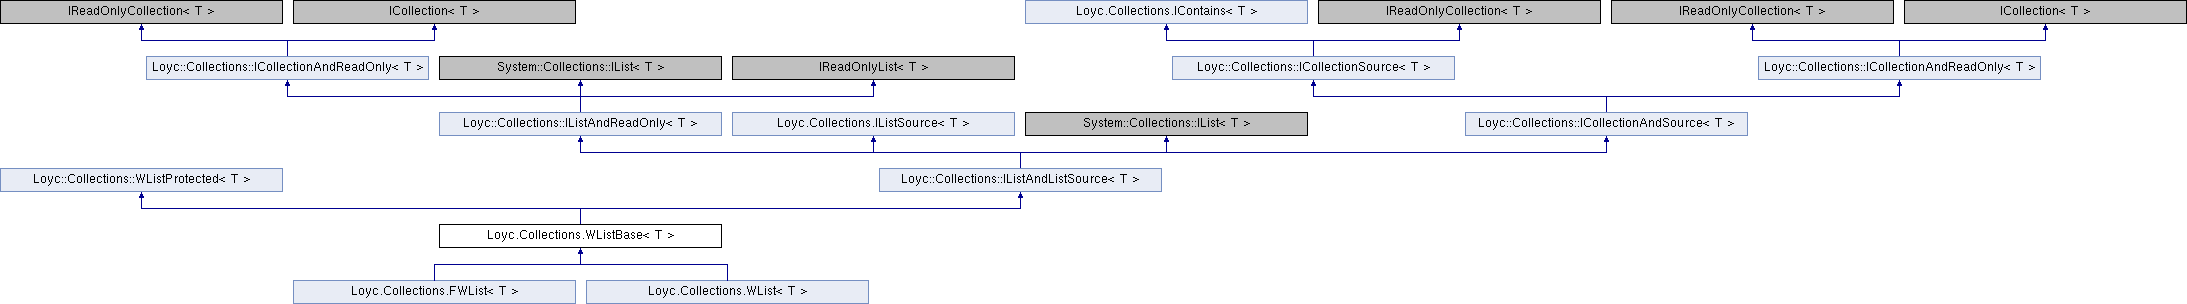 IReadOnlyCollection< T >
ICollection< T >
Loyc.Collections.IContains< T >
IReadOnlyCollection< T >
IReadOnlyCollection< T >
ICollection< T >
Loyc::Collections::ICollectionAndReadOnly< T >
System::Collections::IList< T >
IReadOnlyList< T >
Loyc::Collections::ICollectionSource< T >
Loyc::Collections::ICollectionAndReadOnly< T >
Loyc::Collections::IListAndReadOnly< T >
Loyc.Collections.IListSource< T >
System::Collections::IList< T >
Loyc::Collections::ICollectionAndSource< T >
Loyc::Collections::WListProtected< T >
Loyc::Collections::IListAndListSource< T >
Loyc.Collections.WListBase< T >
Loyc.Collections.FWList< T >
Loyc.Collections.WList< T >